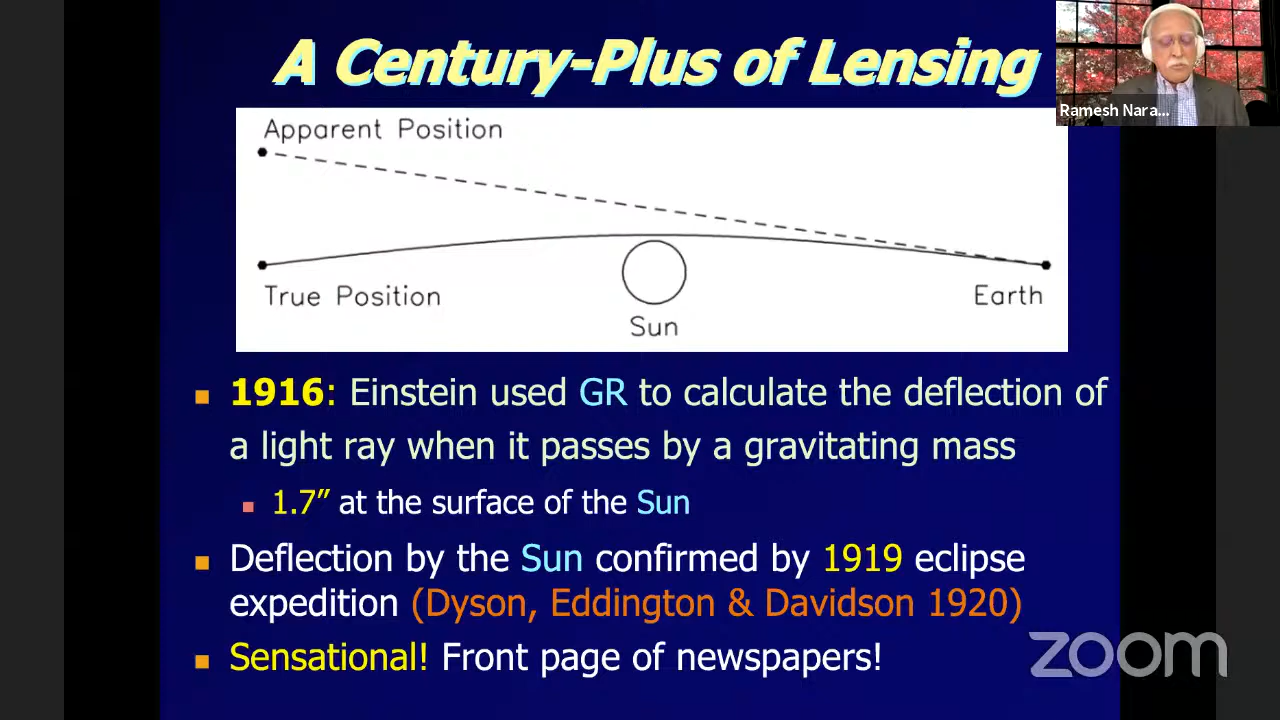 A Century-Plus of Lensing
Ramesh Nara...
Apparent Position
True Position
Earth
Sun
1916: Einstein used GR to calculate the deflection of
a light ray when it passes by a gravitating mass
1.7” at the surface of the Sun
Deflection by the Sun confirmed by 1919 eclipse
expedition (Dyson, Eddington & Davidson 1920)
Sensational! Front page of newspapers!
zoom